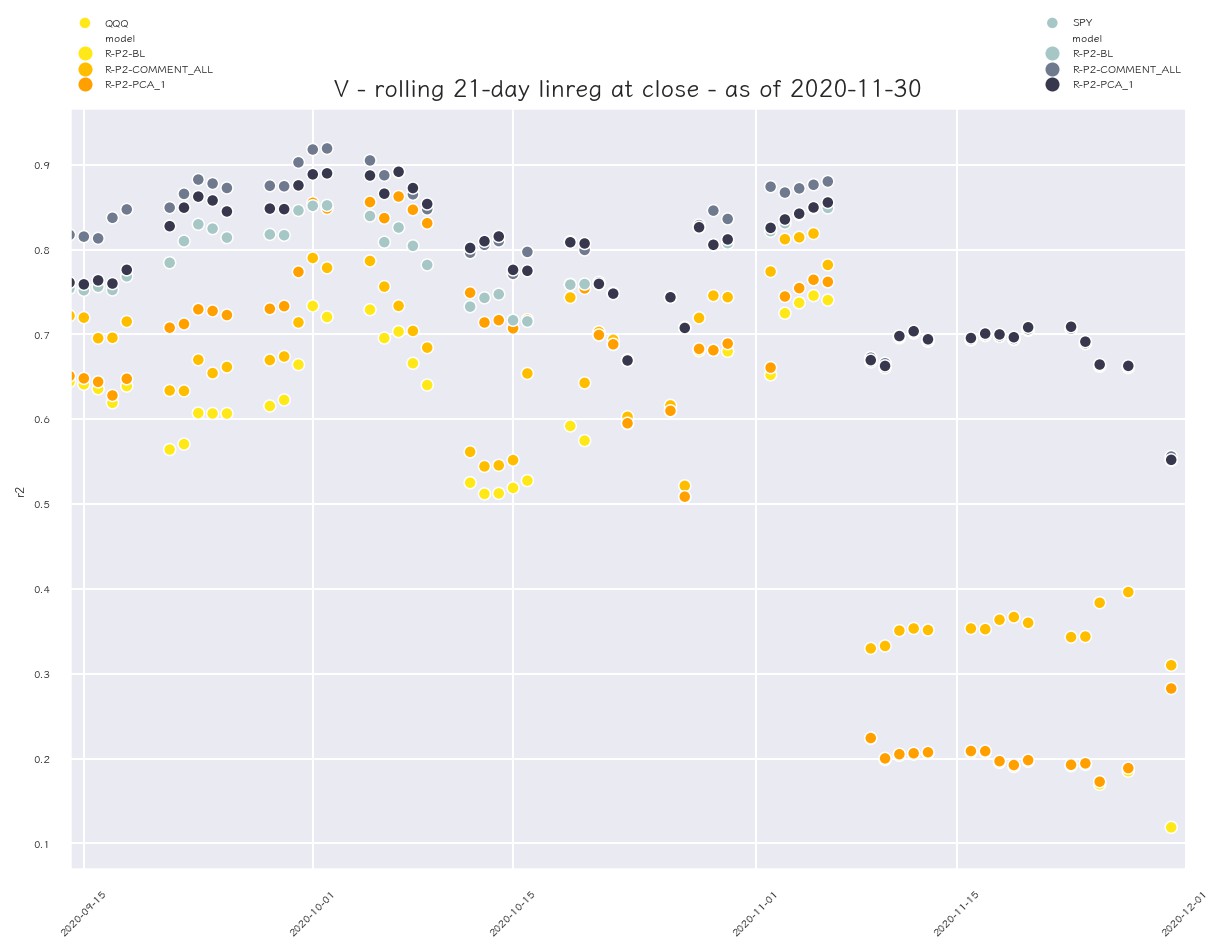 QQQ
model
R-P2-BL
R-P2-COMMENT_ALL
R-P2-PCA_1
SPY
model
R-P2-BL
R-P2-COMMENT_ALL
R-P2-PCA_1
V - rolling 21-day linreg at close - as of 2020-11-30
0.9
0.8
0.7
0.6
r2
0.5
0.4
0.3
0.2
0.1
2020-09-15
2020-10-01
2020-10-15
2020-11-01
2020-11-15
2020-12-01